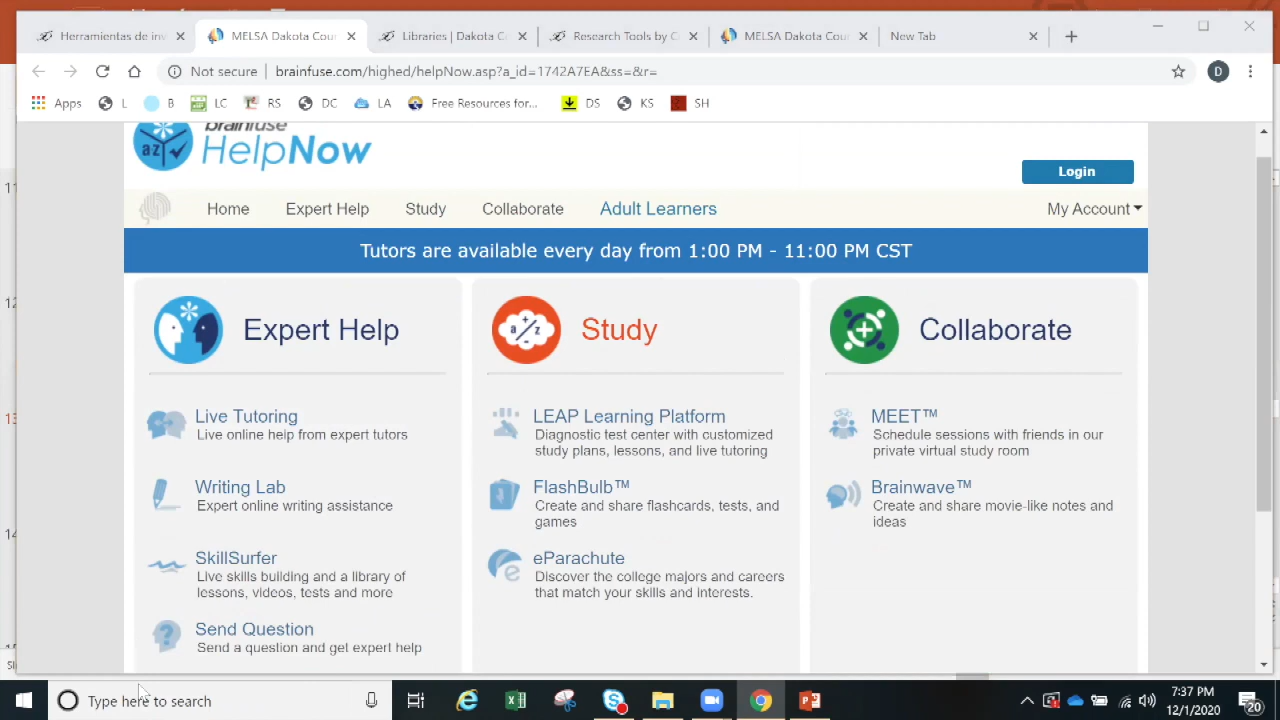 Herramientas de inv
MELSA Dakota Coun
Libraries | Dakota C
Research Tools by C
MELSA Dakota Coun
New Tab
Not secure
brainfuse.com/highed/helpNow.asp?a_id=1742A7EA&ss=&r=
D
Apps
L
B
LC
RS
DC
LA
Free Resources for...
DS
KS
SH
brainfuse
HelpNow
az
Login
Home
Expert Help
Study
Collaborate
Adult Learners
My Account
Tutors are available every day from 1:00 PM - 11:00 PM CST
Expert Help
Live Tutoring
Live online help from expert tutors
Writing Lab
Expert online writing assistance
SkillSurfer
Live skills building and a library of
lessons, videos, tests and more
Send Question
Send a question and get expert help
a/z
Study
LEAP Learning Platform
Diagnostic test center with customized
study plans, lessons, and live tutoring
FlashBulb™
Create and share flashcards, tests, and
games
eParachute
Discover the college majors and careers
that match your skills and interests.
Collaborate
MEET™
Schedule sessions with friends in our
private virtual study room
Brainwave™
Create and share movie-like notes and
ideas
11
12
13
14
Type here to search
7:37 PM
12/1/2020
20